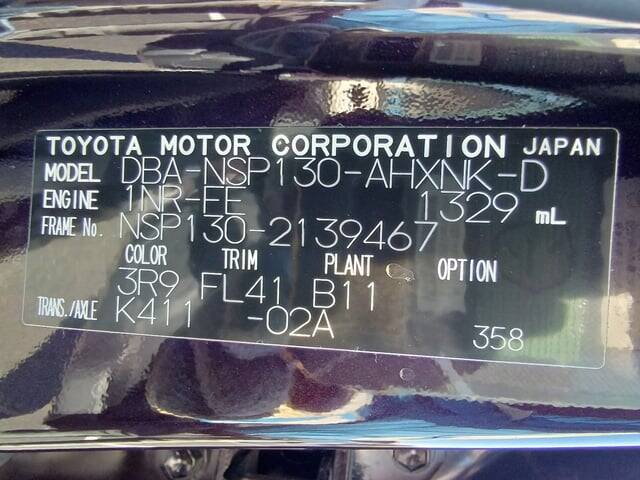 TOYOTA MOTOR CORPORATION JAPAN
MODEL DBA-NSP130-AHXNK-D
ENGINE 1NR-EE 1329 mL
FRAME No. NSP130-2139467
COLOR TRIM PLANT OPTION
3R9 FL41 B11
TRANS./AXLE K411 -02A
358